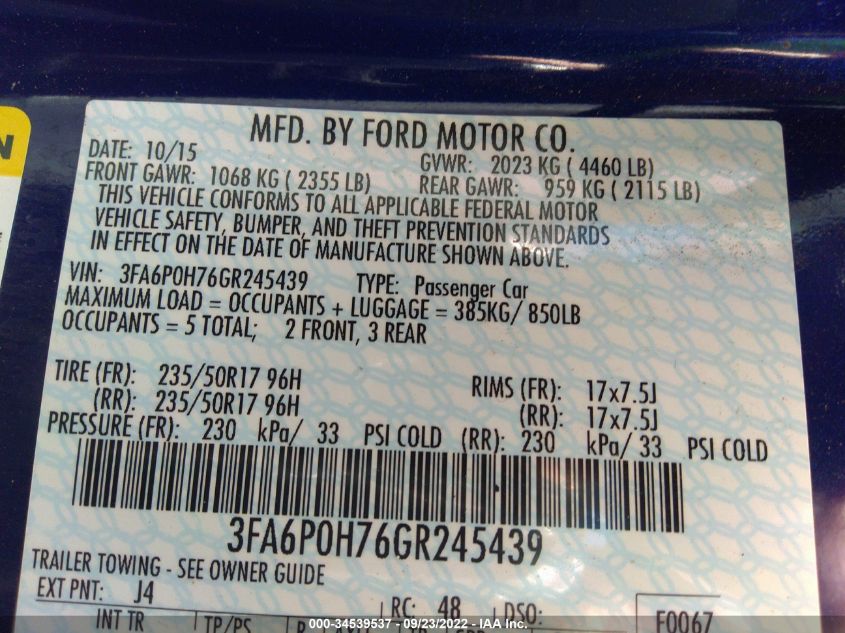 N
MFD. BY FORD MOTOR CO.
DATE: 10/15 GVWR: 2023 KG ( 4460 LB)
FRONT GAWR: 1068 KG ( 2355 LB) REAR GAWR: 959 KG ( 2115 LB)
THIS VEHICLE CONFORMS TO ALL APPLICABLE FEDERAL MOTOR
VEHICLE SAFETY, BUMPER, AND THEFT PREVENTION STANDARDS
IN EFFECT ON THE DATE OF MANUFACTURE SHOWN ABOVE.
VIN: 3FA6P0H76GR245439 TYPE: Passenger Car
MAXIMUM LOAD = OCCUPANTS + LUGGAGE = 385KG/ 850LB
OCCUPANTS = 5 TOTAL; 2 FRONT, 3 REAR
TIRE (FR): 235/50R17 96H RIMS (FR): 17x7.5J
(RR): 235/50R17 96H (RR): 17x7.5J
PRESSURE (FR): 230 kPa/ 33 PSI COLD (RR): 230 kPa/ 33 PSI COLD
3FA6P0H76GR245439
TRAILER TOWING - SEE OWNER GUIDE
EXT PNT: J4 RC: 48 DSO: F0067
INT TR TP/PS R
000-34539537 - 09/23/2022 - IAA Inc.